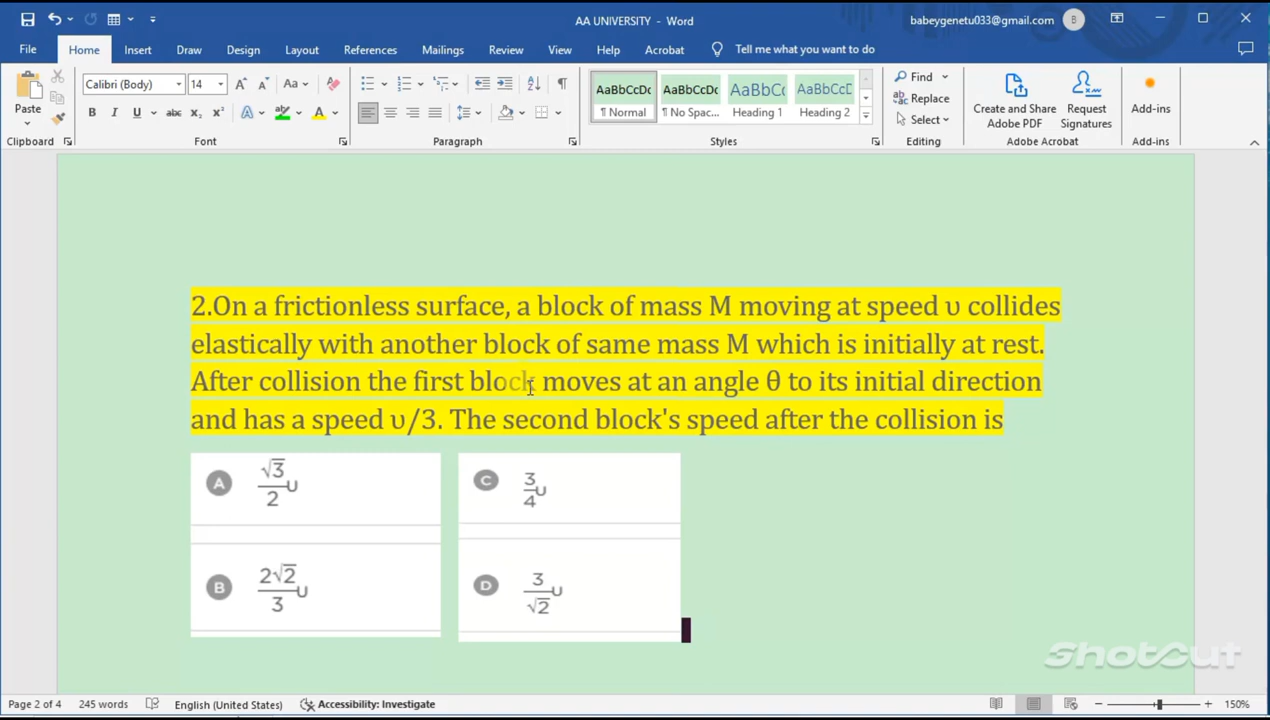 AA UNIVERSITY - Word
babeygenetu033@gmail.com
B
File Home Insert Draw Design Layout References Mailings Review View Help Acrobat Tell me what you want to do
Paste
Calibri (Body) 14
Aa
B I U abc x₂ x² A A
Clipboard
Font
Paragraph
AaBbCcDc AaBbCcDc AaBbCc AaBbCcD
¶ Normal ¶ No Spac... Heading 1 Heading 2
Styles
Find
Replace
Select
Editing
Create and Share
Adobe PDF
Request
Signatures
Adobe Acrobat
Add-ins
Add-ins
2.On a frictionless surface, a block of mass M moving at speed υ collides
elastically with another block of same mass M which is initially at rest.
After collision the first block moves at an angle θ to its initial direction
and has a speed υ/3. The second block's speed after the collision is
A √3/2 υ
C 3/4 υ
B 2√2/3 υ
D 3/√2 υ
ShotCut
Page 2 of 4 245 words English (United States) Accessibility: Investigate 150%